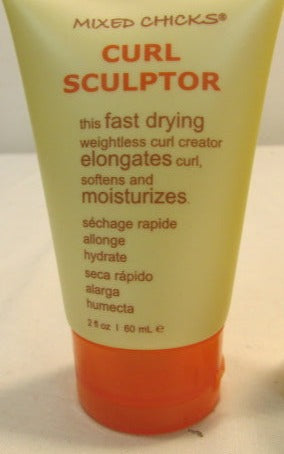 MIXED CHICKS®
CURL
SCULPTOR
this fast drying
weightless curl creator
elongates curl,
softens and
moisturizes.
séchage rapide
allonge
hydrate
seca rápido
alarga
humecta
2 fl oz | 60 mL e